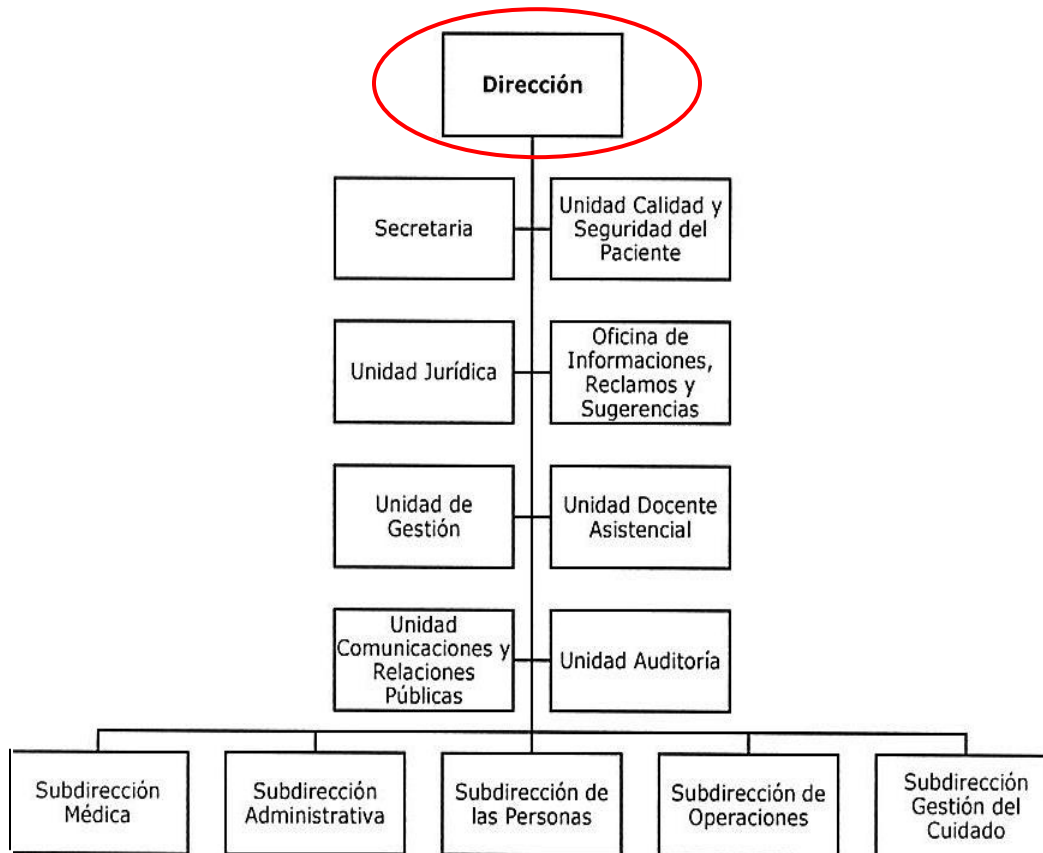 Dirección
Secretaria
Unidad Calidad y
Seguridad del
Paciente
Unidad Jurídica
Oficina de
Informaciones,
Reclamos y
Sugerencias
Unidad de
Gestión
Unidad Docente
Asistencial
Unidad
Comunicaciones y
Relaciones
Públicas
Unidad Auditoría
Subdirección
Médica
Subdirección
Administrativa
Subdirección de
las Personas
Subdirección de
Operaciones
Subdirección
Gestión del
Cuidado